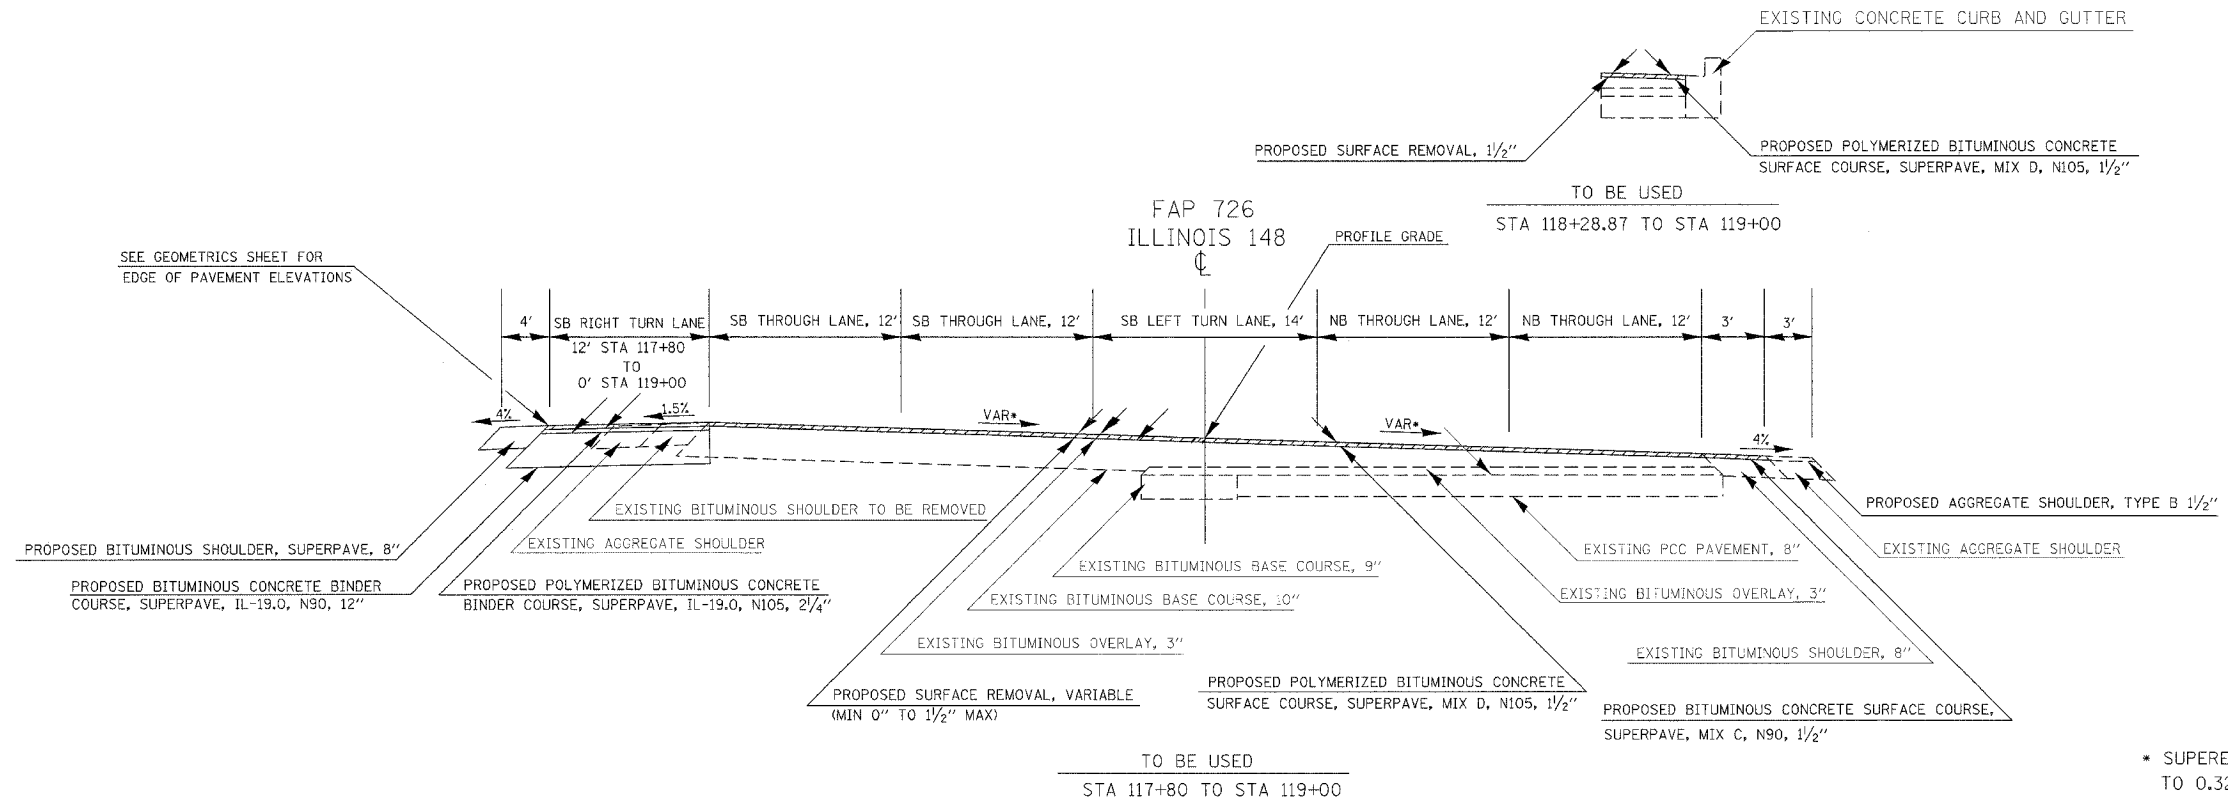 EXISTING CONCRETE CURB AND GUTTER
PROPOSED SURFACE REMOVAL, 1½"
PROPOSED POLYMERIZED BITUMINOUS CONCRETE
SURFACE COURSE, SUPERPAVE, MIX D, N105, 1½"
TO BE USED
STA 118+28.87 TO STA 119+00
FAP 726
ILLINOIS 148
℄
PROFILE GRADE
SEE GEOMETRICS SHEET FOR
EDGE OF PAVEMENT ELEVATIONS
4'
SB RIGHT TURN LANE
12' STA 117+80
TO
0' STA 119+00
SB THROUGH LANE, 12'
SB THROUGH LANE, 12'
SB LEFT TURN LANE, 14'
NB THROUGH LANE, 12'
NB THROUGH LANE, 12'
3'
3'
4%
1.5%
VAR*
VAR*
4%
PROPOSED BITUMINOUS SHOULDER, SUPERPAVE, 8"
PROPOSED BITUMINOUS CONCRETE BINDER
COURSE, SUPERPAVE, IL-19.0, N90, 12"
EXISTING BITUMINOUS SHOULDER TO BE REMOVED
EXISTING AGGREGATE SHOULDER
PROPOSED POLYMERIZED BITUMINOUS CONCRETE
BINDER COURSE, SUPERPAVE, IL-19.0, N105, 2¼"
EXISTING BITUMINOUS BASE COURSE, 9"
EXISTING BITUMINOUS BASE COURSE, 10"
EXISTING BITUMINOUS OVERLAY, 3"
PROPOSED SURFACE REMOVAL, VARIABLE
(MIN 0" TO 1½" MAX)
PROPOSED POLYMERIZED BITUMINOUS CONCRETE
SURFACE COURSE, SUPERPAVE, MIX D, N105, 1½"
PROPOSED AGGREGATE SHOULDER, TYPE B 1½"
EXISTING PCC PAVEMENT, 8"
EXISTING AGGREGATE SHOULDER
EXISTING BITUMINOUS OVERLAY, 3"
EXISTING BITUMINOUS SHOULDER, 8"
PROPOSED BITUMINOUS CONCRETE SURFACE COURSE,
SUPERPAVE, MIX C, N90, 1½"
TO BE USED
STA 117+80 TO STA 119+00
*
TO